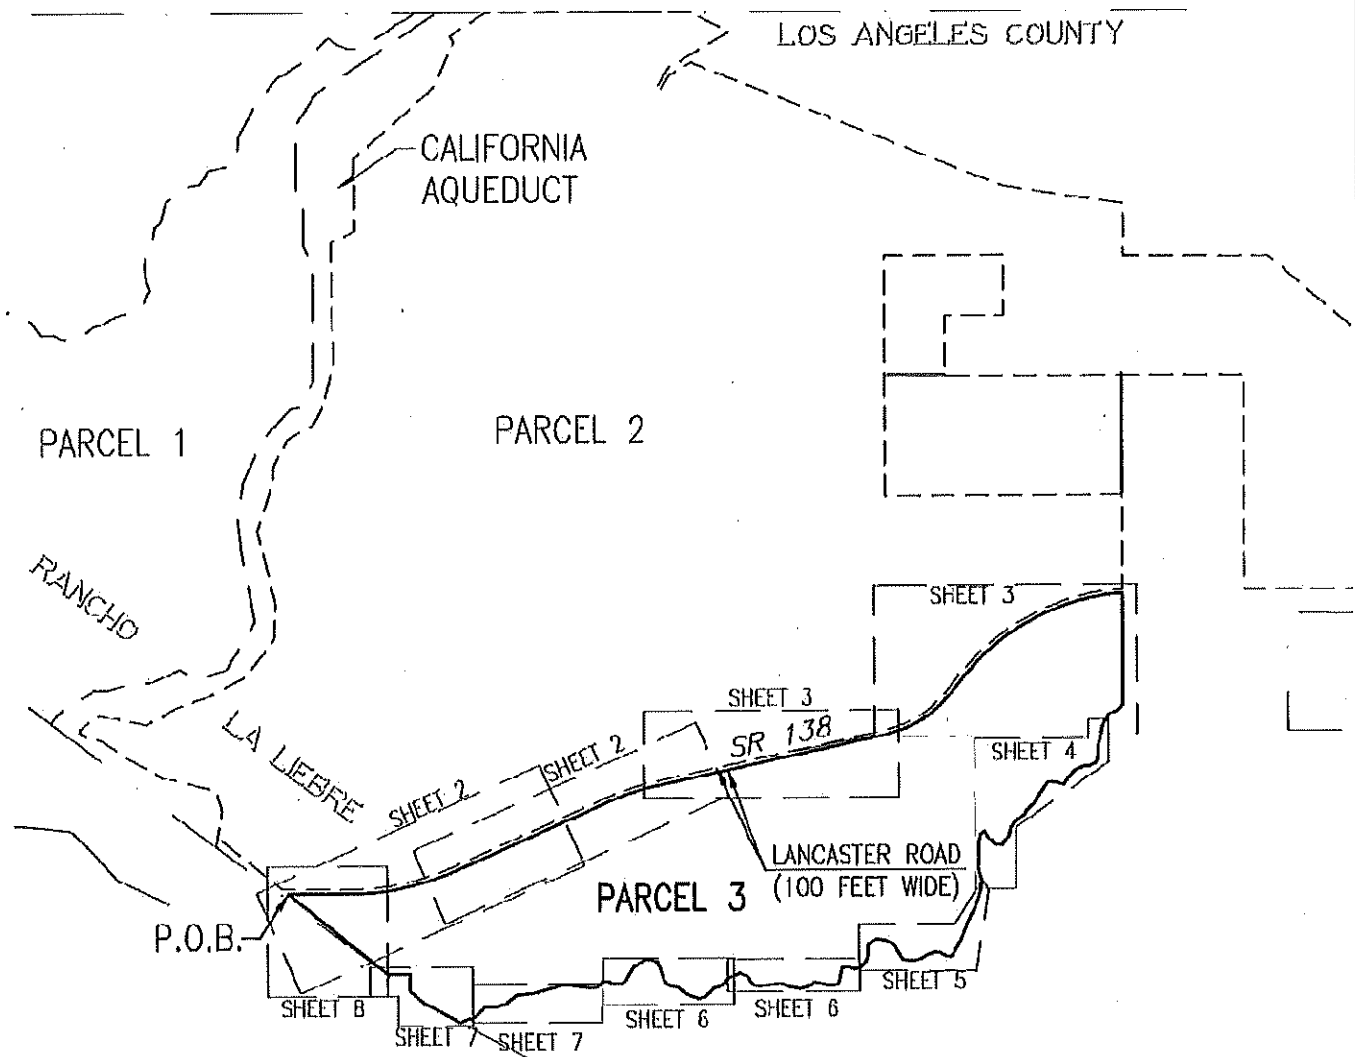 LOS ANGELES COUNTY
CALIFORNIA
AQUEDUCT
PARCEL 1
PARCEL 2
RANCHO
LA LIEBRE
SHEET 3
SHEET 3
SR 138
SHEET 2
SHEET 2
SHEET 4
LANCASTER ROAD
(100 FEET WIDE)
PARCEL 3
P.O.B.
SHEET 5
SHEET 8
SHEET 7
SHEET 7
SHEET 6
SHEET 6